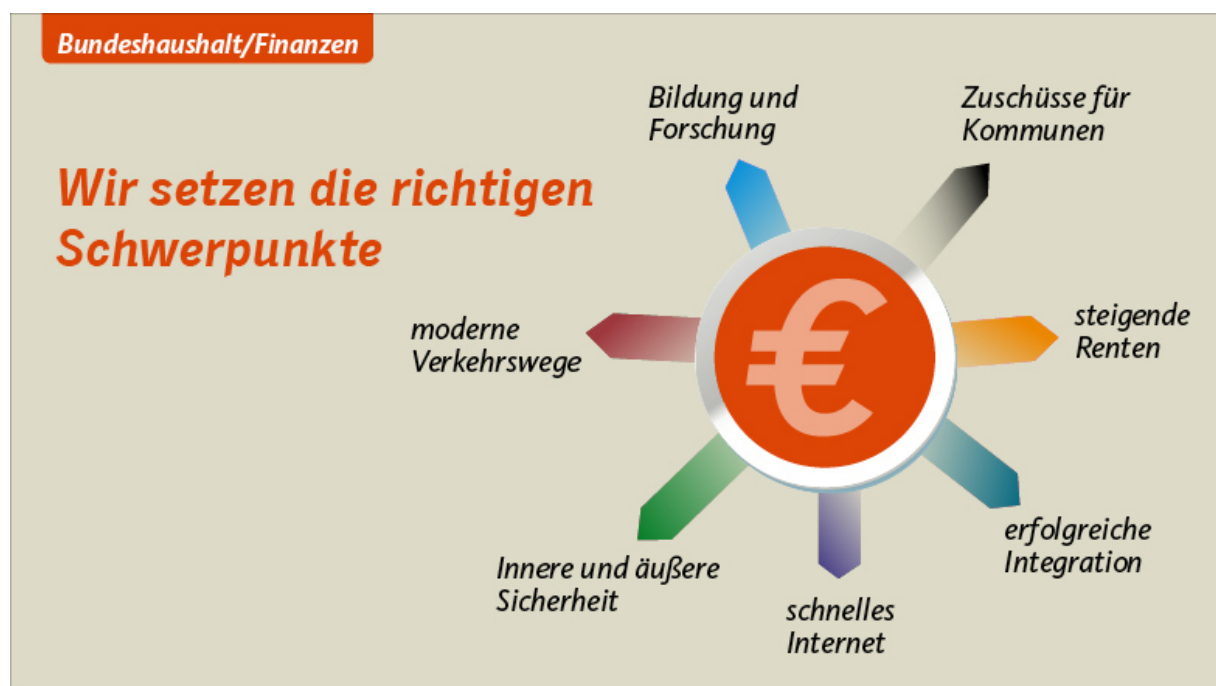 Bundeshaushalt/Finanzen
Wir setzen die richtigen
Schwerpunkte
Bildung und
Forschung
Zuschüsse für
Kommunen
moderne
Verkehrswege
€
steigende
Renten
Innere und äußere
Sicherheit
schnelles
Internet
erfolgreiche
Integration